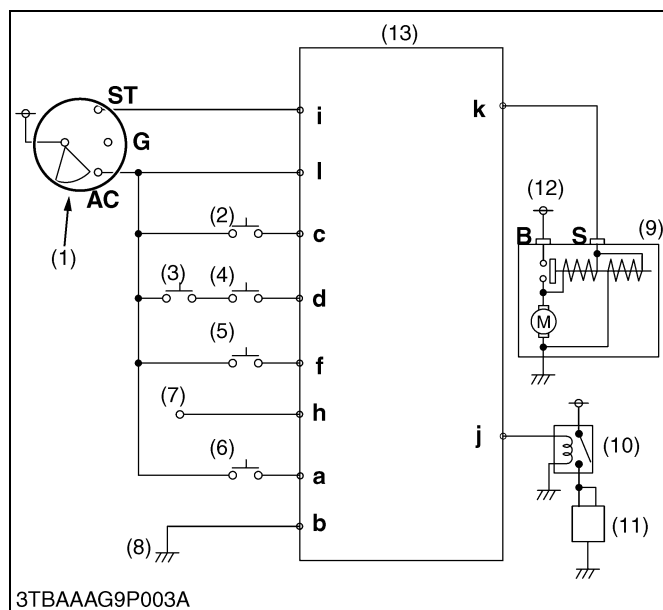 (13)
ST
i
k
G
l
AC
(12)
(1)
(2)
c
B
S
(9)
(3)
(4)
d
M
(5)
f
(7)
h
j
(10)
(6)
a
b
(8)
(11)
3TBAAAG9P003A